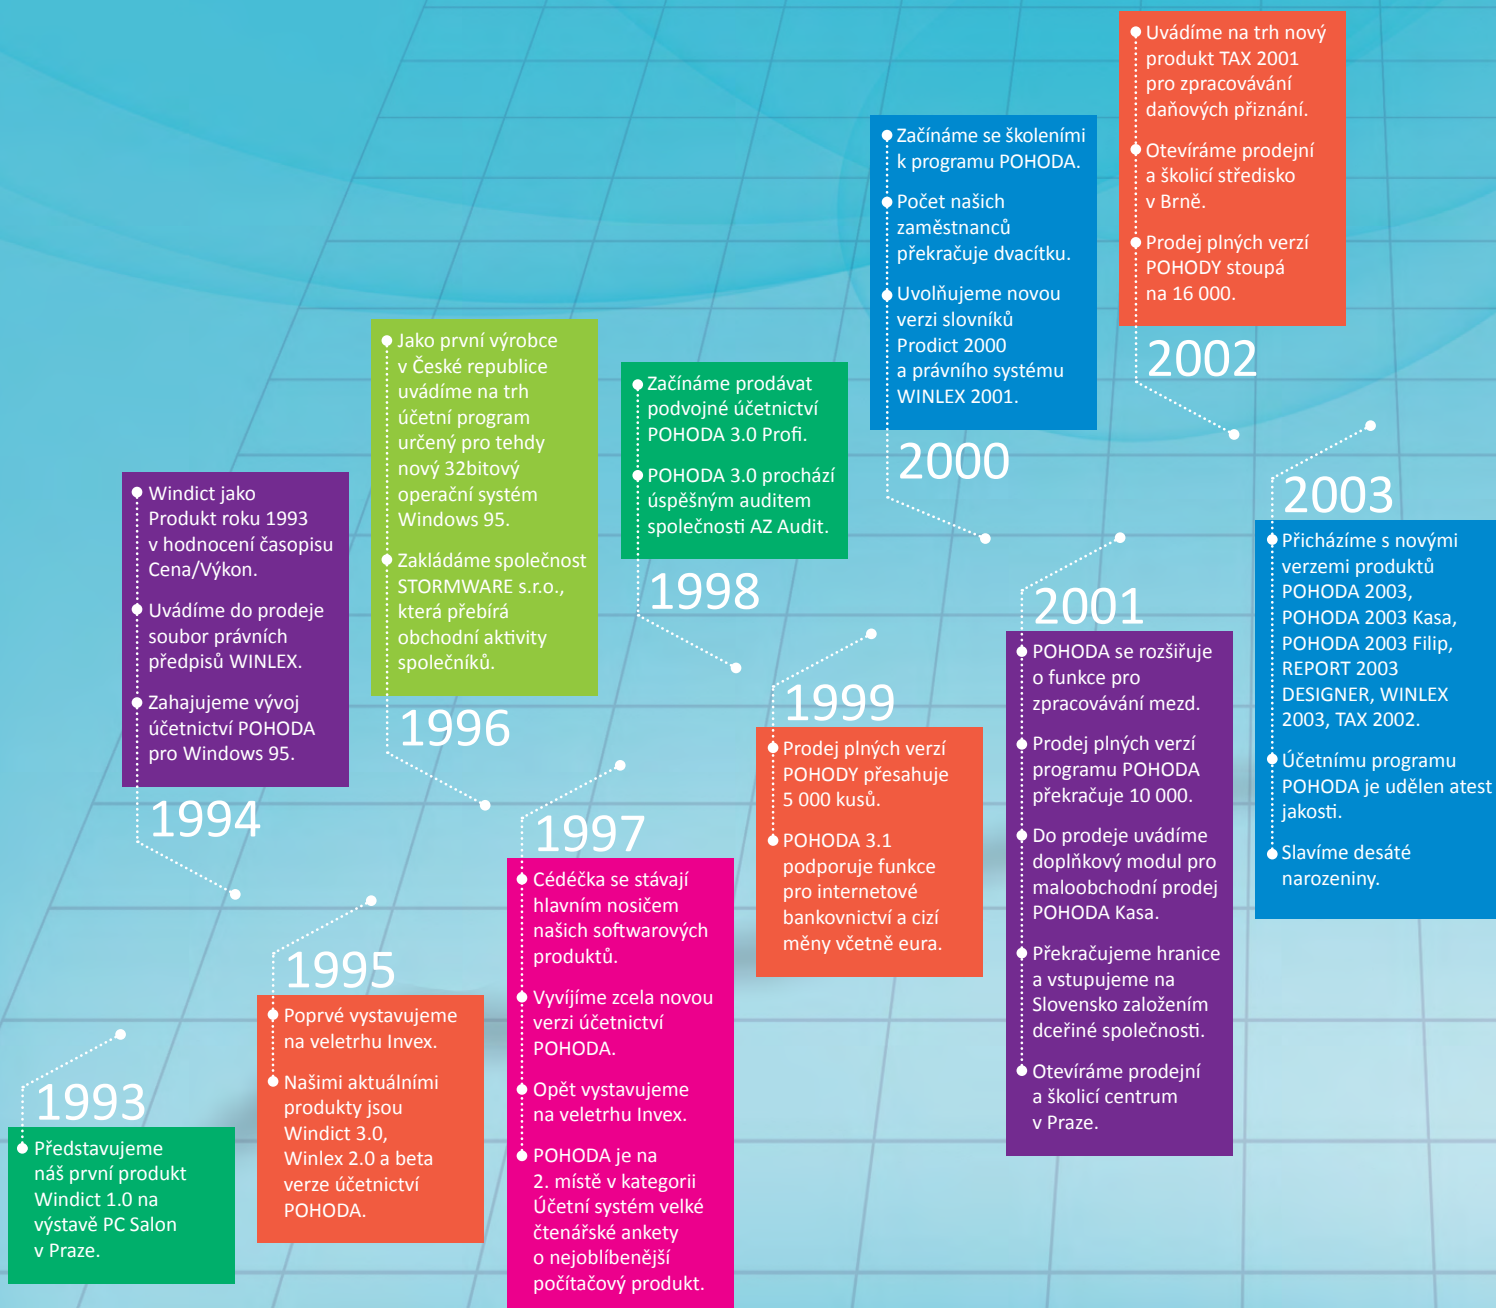 1993
Představujeme
náš první produkt
Windict 1.0 na
výstavě PC Salon
v Praze.
Windict jako
Produkt roku 1993
v hodnocení časopisu
Cena/Výkon.
Uvádíme do prodeje
soubor právních
předpisů WINLEX.
Zahajujeme vývoj
účetnictví POHODA
pro Windows 95.
1994
1995
Poprvé vystavujeme
na veletrhu Invex.
Našimi aktuálními
produkty jsou
Windict 3.0,
Winlex 2.0 a beta
verze účetnictví
POHODA.
Jako první výrobce
v České republice
uvádíme na trh
účetní program
určený pro tehdy
nový 32bitový
operační systém
Windows 95.
Zakládáme společnost
STORMWARE s.r.o.,
která přebírá
obchodní aktivity
společníků.
1996
1997
Cédéčka se stávají
hlavním nosičem
našich softwarových
produktů.
Vyvíjíme zcela novou
verzi účetnictví
POHODA.
Opět vystavujeme
na veletrhu Invex.
POHODA je na
2. místě v kategorii
Účetní systém velké
čtenářské ankety
o nejoblíbenější
počítačový produkt.
Začínáme prodávat
podvojné účetnictví
POHODA 3.0 Profi.
POHODA 3.0 prochází
úspěšným auditem
společnosti AZ Audit.
1998
1999
Prodej plných verzí
POHODY přesahuje
5 000 kusů.
POHODA 3.1
podporuje funkce
pro internetové
bankovnictví a cizí
měny včetně eura.
Začínáme se školeními
k programu POHODA.
Počet našich
zaměstnanců
překračuje dvacítku.
Uvolňujeme novou
verzi slovníků
Prodict 2000
a právního systému
WINLEX 2001.
2000
2001
POHODA se rozšiřuje
o funkce pro
zpracovávání mezd.
Prodej plných verzí
programu POHODA
překračuje 10 000.
Do prodeje uvádíme
doplňkový modul pro
maloobchodní prodej
POHODA Kasa.
Překračujeme hranice
a vstupujeme na
Slovensko založením
dceřiné společnosti.
Otevíráme prodejní
a školicí centrum
v Praze.
Uvádíme na trh nový
produkt TAX 2001
pro zpracovávání
daňových přiznání.
Otevíráme prodejní
a školicí středisko
v Brně.
Prodej plných verzí
POHODY stoupá
na 16 000.
2002
2003
Přicházíme s novými
verzemi produktů
POHODA 2003,
POHODA 2003 Kasa,
POHODA 2003 Filip,
REPORT 2003
DESIGNER, WINLEX
2003, TAX 2002.
Účetnímu programu
POHODA je udělen atest
jakosti.
Slavíme desáté
narozeniny.